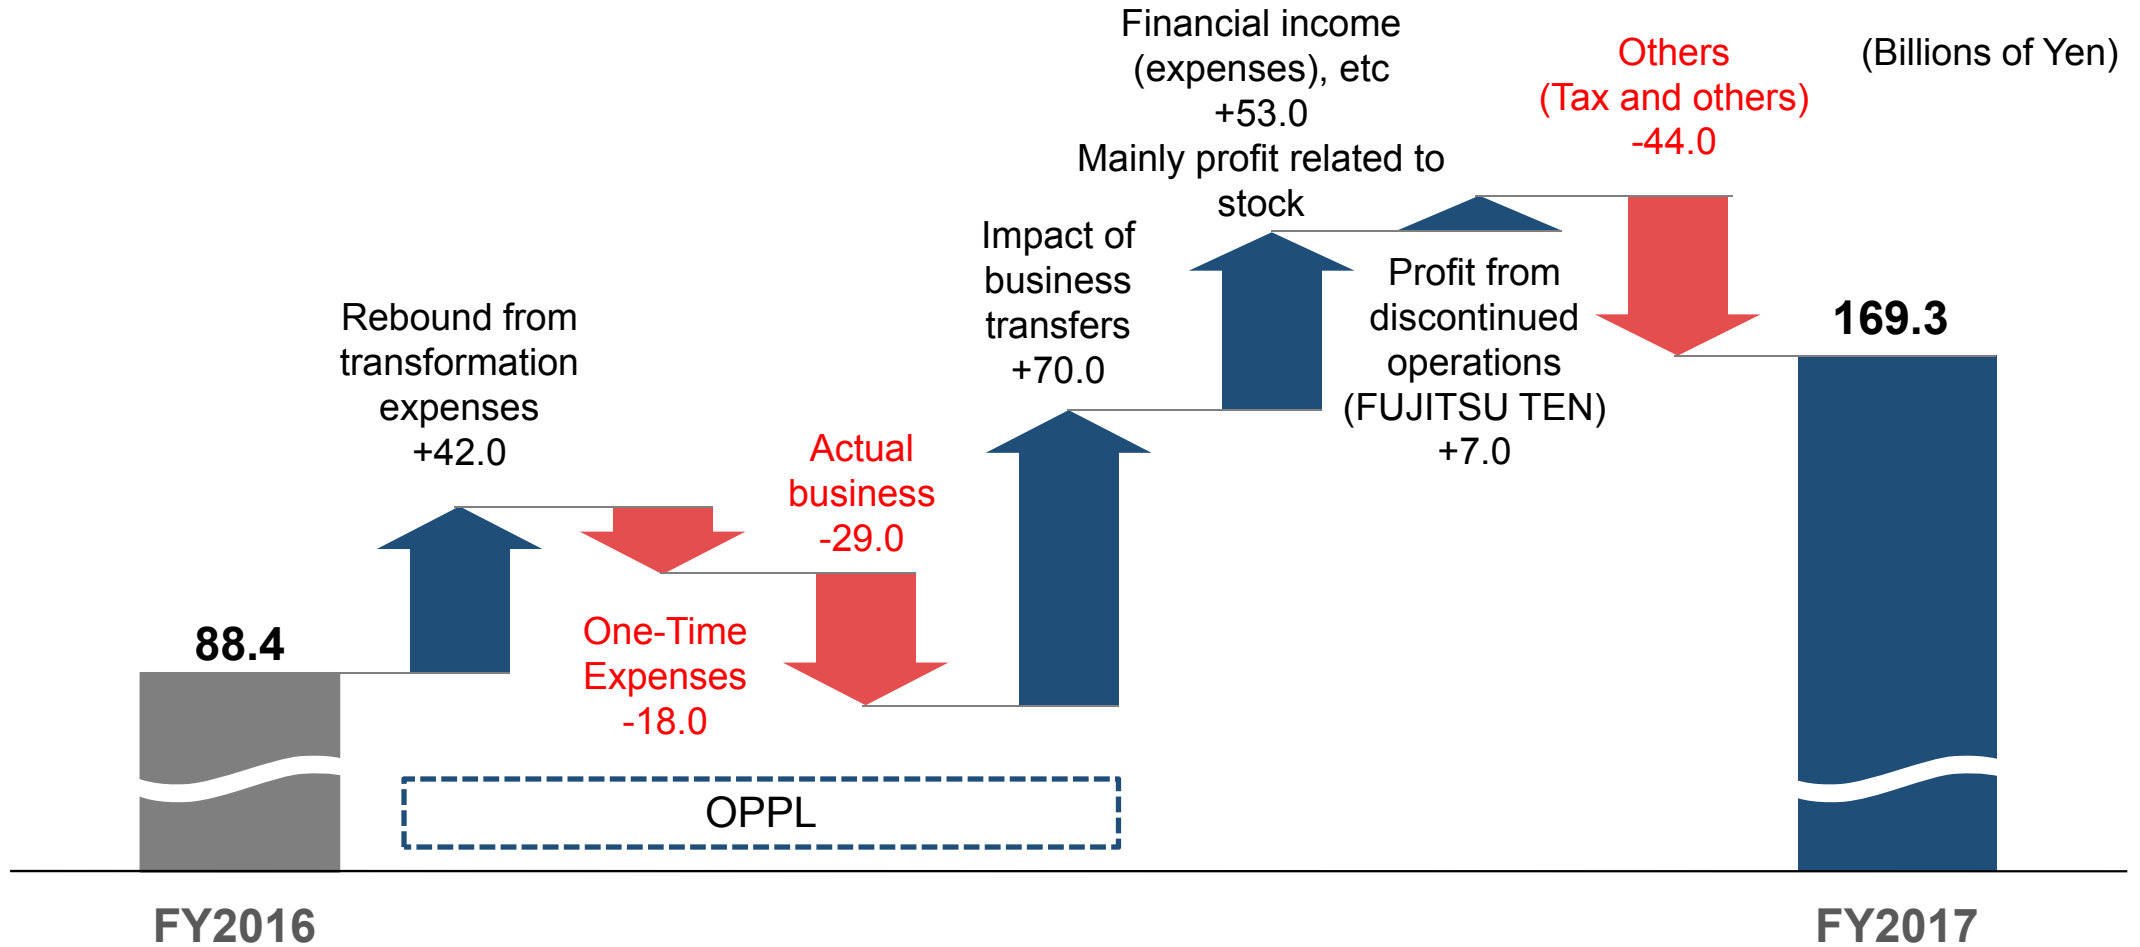 Financial income
(expenses), etc
+53.0
Mainly profit related to
stock
Others
(Tax and others)
-44.0
(Billions of Yen)
Impact of
business
transfers
+70.0
Profit from
discontinued
operations
(FUJITSU TEN)
+7.0
169.3
Rebound from
transformation
expenses
+42.0
Actual
business
-29.0
88.4
One-Time
Expenses
-18.0
OPPL
FY2016
FY2017